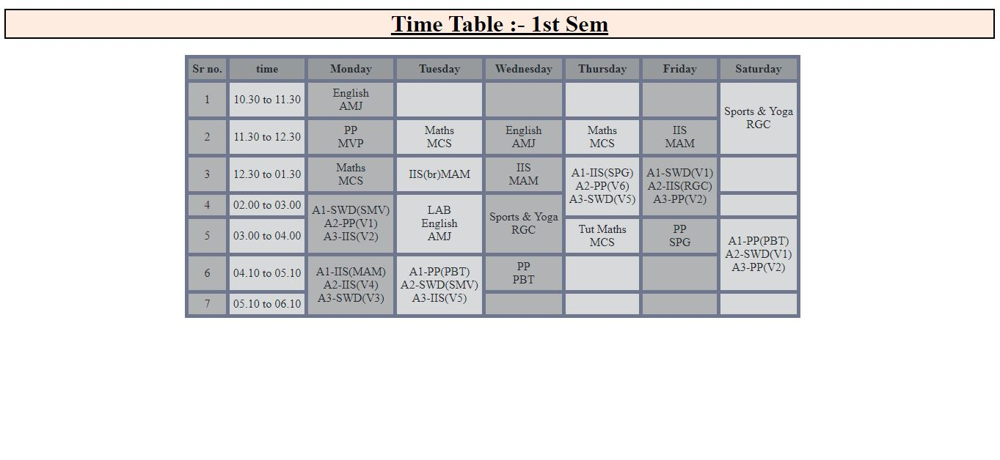 Time Table :- 1st Sem
Sr no. time Monday Tuesday Wednesday Thursday Friday Saturday
1 10.30 to 11.30 English
AMJ
Sports & Yoga
RGC
2 11.30 to 12.30 PP
MVP
Maths
MCS
English
AMJ
Maths
MCS
IIS
MAM
3 12.30 to 01.30 Maths
MCS
IIS(br)MAM
IIS
MAM
A1-IIS(SPG)
A2-PP(V6)
A3-SWD(V5)
A1-SWD(V1)
A2-IIS(RGC)
A3-PP(V2)
4 02.00 to 03.00 A1-SWD(SMV)
A2-PP(V1)
A3-IIS(V2)
LAB
English
AMJ
Sports & Yoga
RGC
5 03.00 to 04.00 Tut Maths
MCS
PP
SPG
A1-PP(PBT)
A2-SWD(V1)
A3-PP(V2)
6 04.10 to 05.10 A1-IIS(MAM)
A2-IIS(V4)
A3-SWD(V3)
A1-PP(PBT)
A2-SWD(SMV)
A3-IIS(V5)
PP
PBT
7 05.10 to 06.10